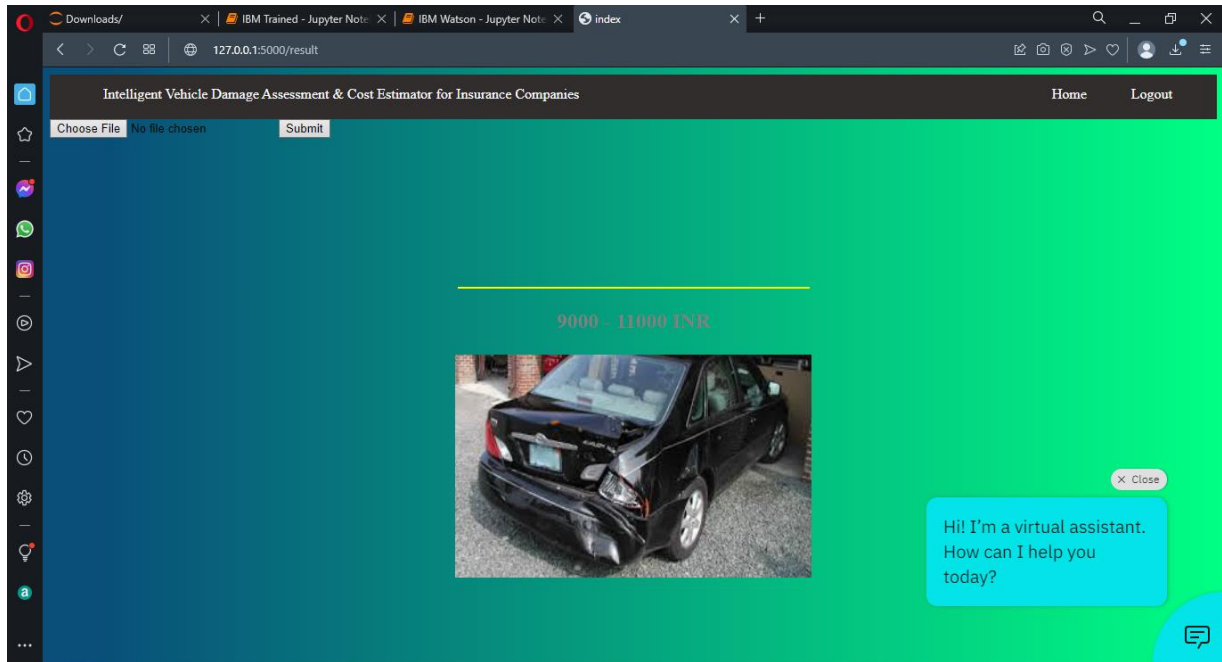 Downloads/
IBM Trained - Jupyter Note
IBM Watson - Jupyter Note
index
127.0.0.1:5000/result
Intelligent Vehicle Damage Assessment & Cost Estimator for Insurance Companies
Home
Logout
Choose File No file chosen
Submit
9000 - 11000 INR
× Close
Hi! I'm a virtual assistant.
How can I help you
today?
a